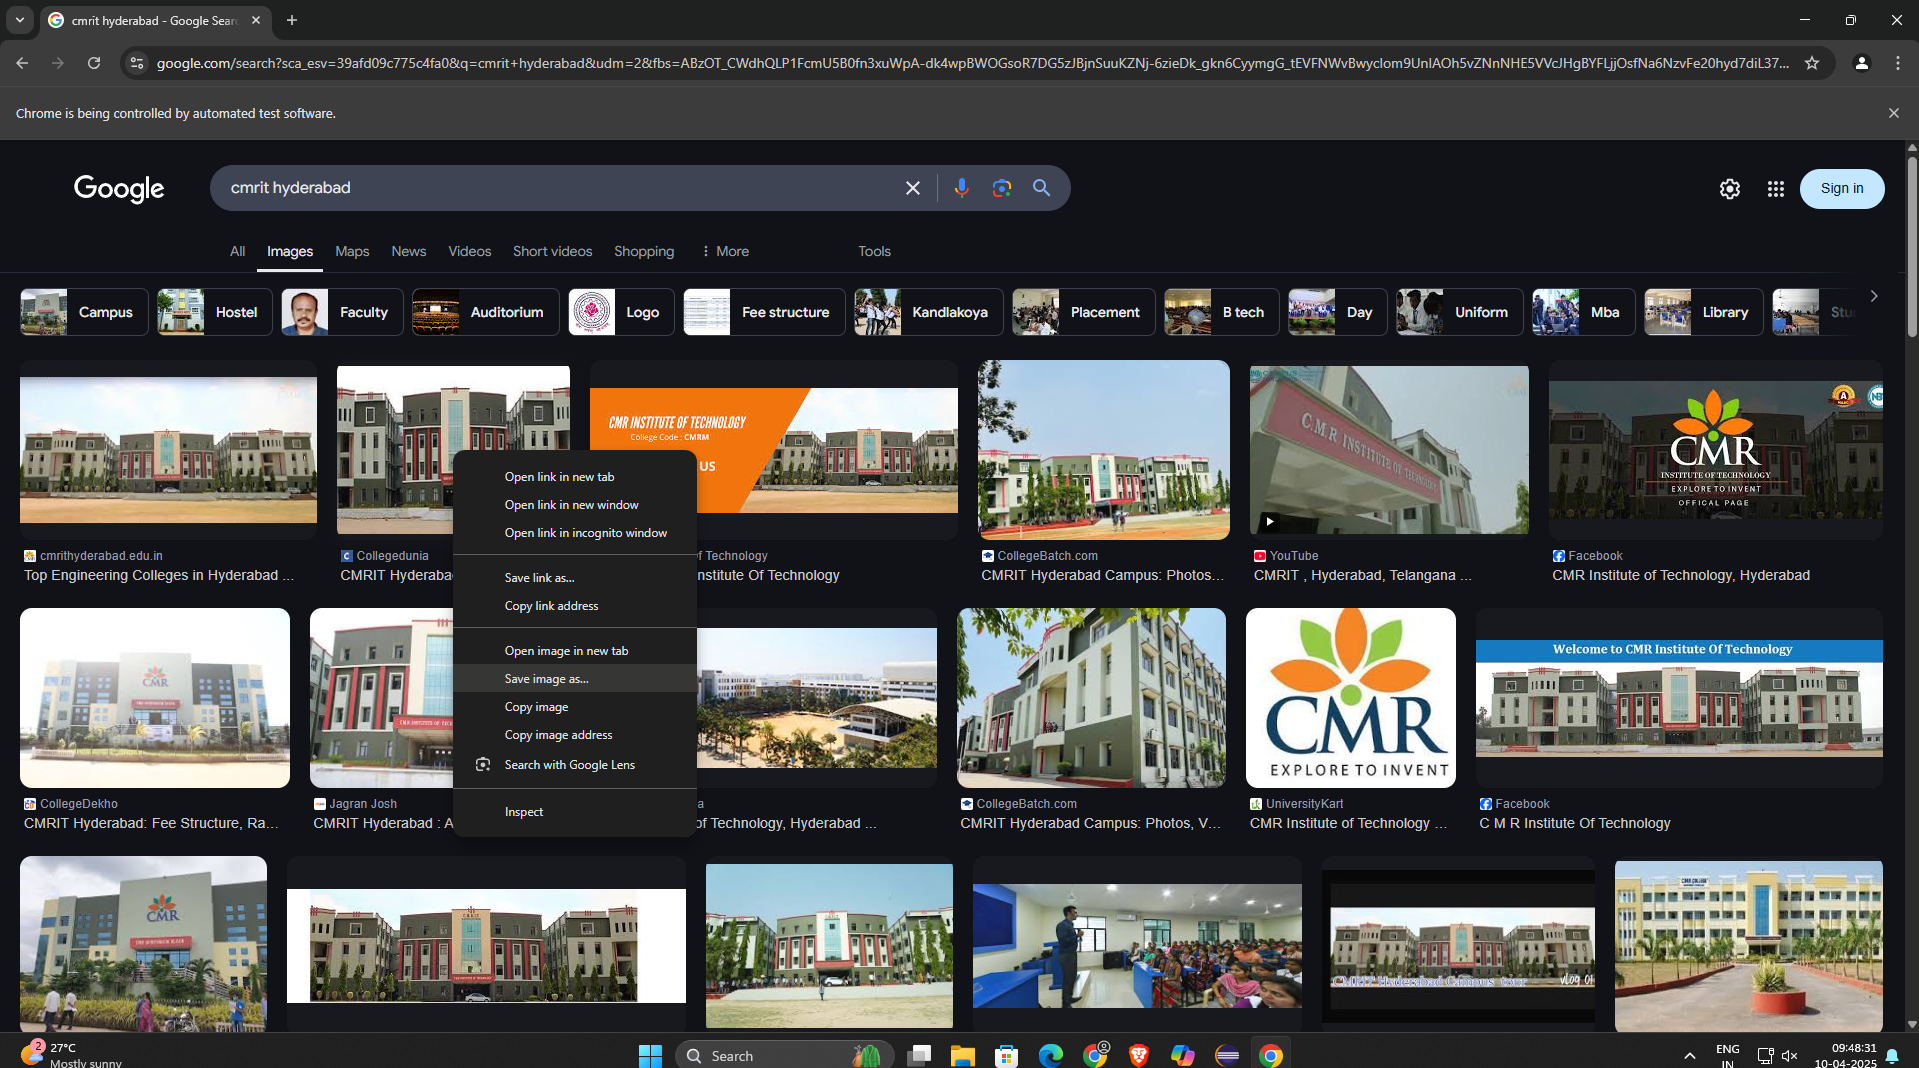 cmrit hyderabad - Google Sear
Chrome is being controlled by automated test software.
google.com/search?sca_esv=39afd09c775c4fa0&q=cmrit+hyderabad&udm=2&fbs=
Google
cmrit hyderabad
Sign in
All Images Maps News Videos Short videos Shopping More Tools
Campus Hostel Faculty Auditorium Logo Fee structure Kandlakoya Placement B tech Day Uniform Mba Library Stu
CMR INSTITUTE OF TECHNOLOGY
College Code : CMRM
US
C.M.R INSTITUTE OF TECHNOLOGY
CMR
INSTITUTE OF TECHNOLOGY
EXPLORE TO INVENT
OFFICAL PAGE
cmrithyderabad.edu.in
Top Engineering Colleges in Hyderabad ...
Collegedunia
CMRIT Hyderaba
f Technology
nstitute Of Technology
CollegeBatch.com
CMRIT Hyderabad Campus: Photos...
YouTube
CMRIT , Hyderabad, Telangana ...
Facebook
CMR Institute of Technology, Hyderabad
Open link in new tab
Open link in new window
Open link in incognito window
Save link as...
Copy link address
Open image in new tab
Save image as...
Copy image
Copy image address
Search with Google Lens
Inspect
CMR
CMR
EXPLORE TO INVENT
Welcome to CMR Institute Of Technology
CollegeDekho
CMRIT Hyderabad: Fee Structure, Ra...
Jagran Josh
CMRIT Hyderabad : A
a
f Technology, Hyderabad ...
CollegeBatch.com
CMRIT Hyderabad Campus: Photos, V...
UniversityKart
CMR Institute of Technology ...
Facebook
C M R Institute Of Technology
CMR
CMRIT Hyderabad Campus tour
vlog 01
2
27°C
Mostly sunny
Search
ENG
IN
09:48:31
10-04-2025